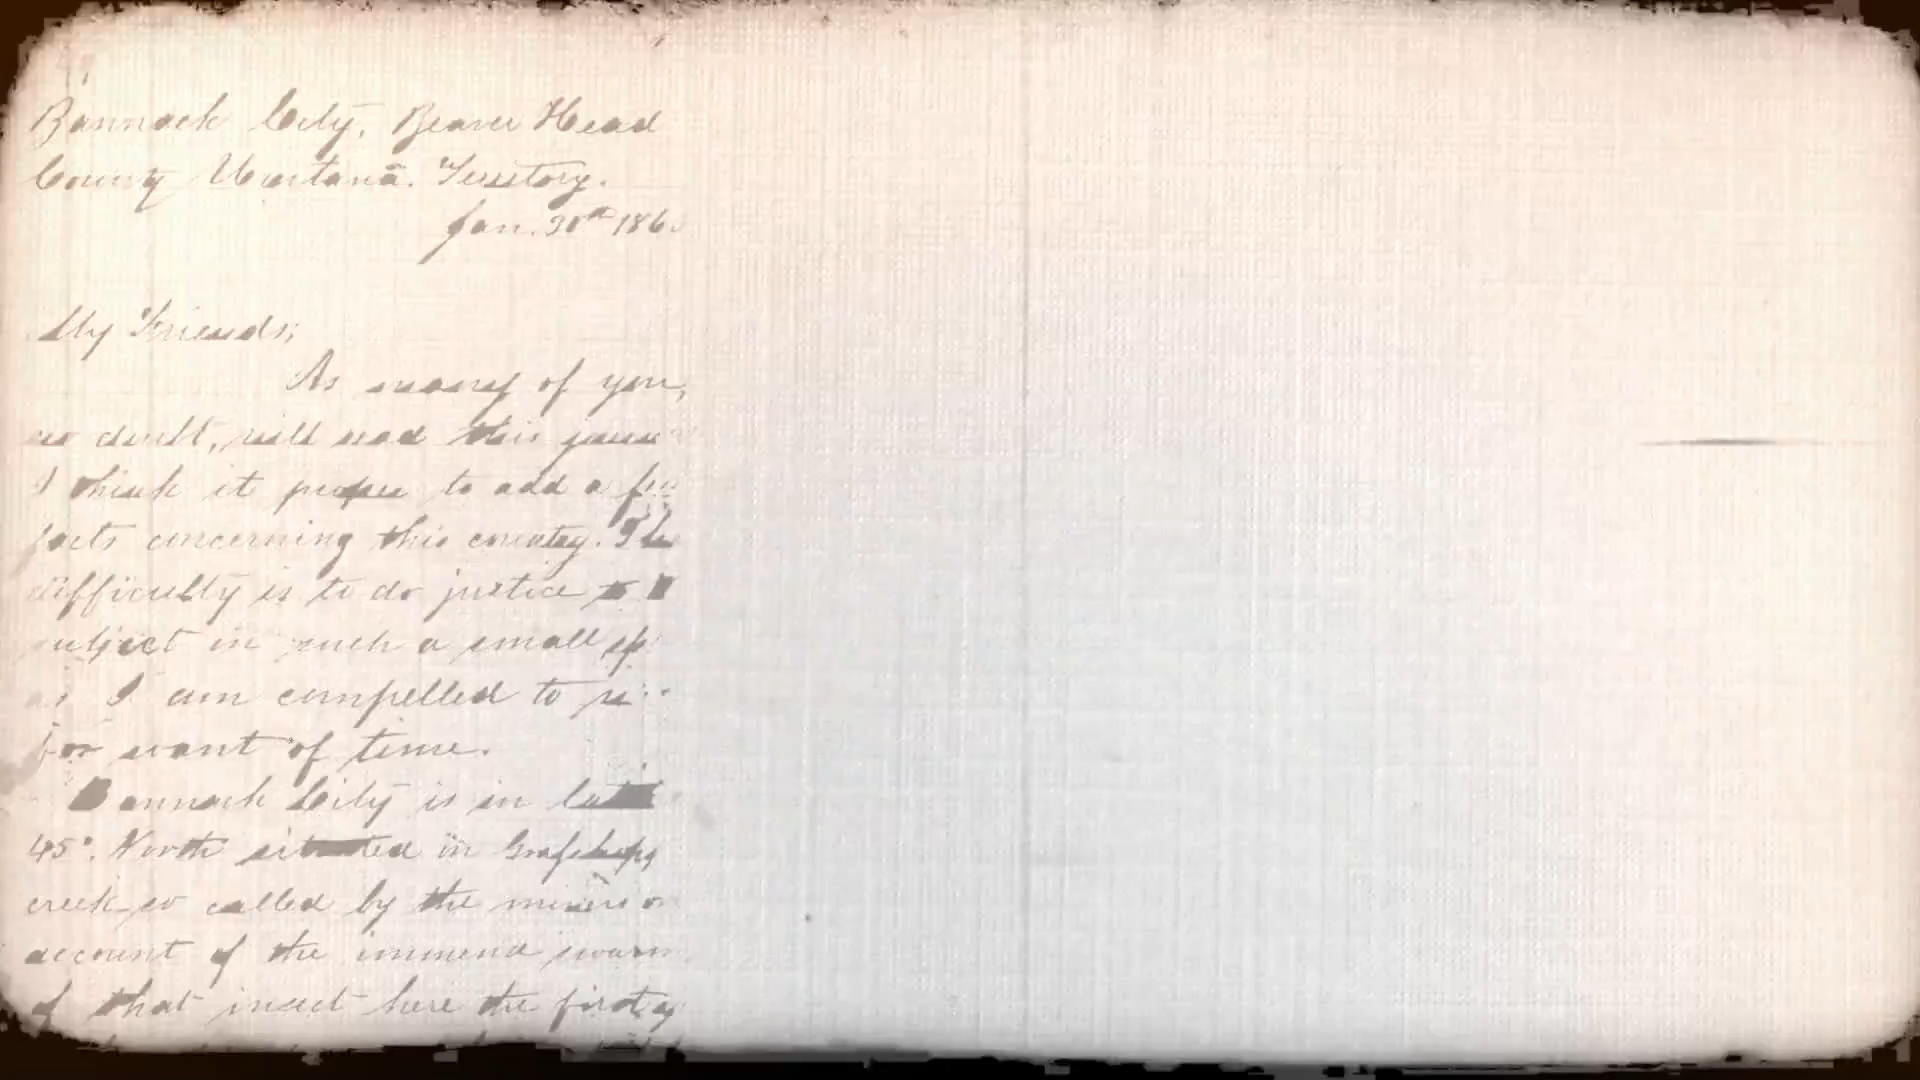 Bannack City, Beaver Head
County Montana. Territory.
Jan. 30th 186
My Friends;
As many of you,
no doubt, will read this
I think it proper to add a few
facts concerning this country. The
difficulty is to do justice to
subject in such a small sp
as I am compelled to
for want of time.
Bannack City is in
45°. North situated in
creek so called by the miners on
account of the immense swarm
of that insect here the first